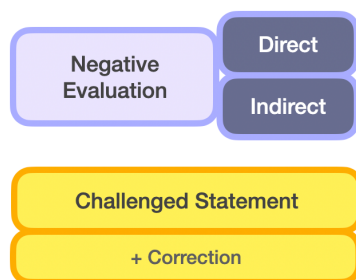 Negative
Evaluation
Direct
Indirect
Challenged Statement
+ Correction